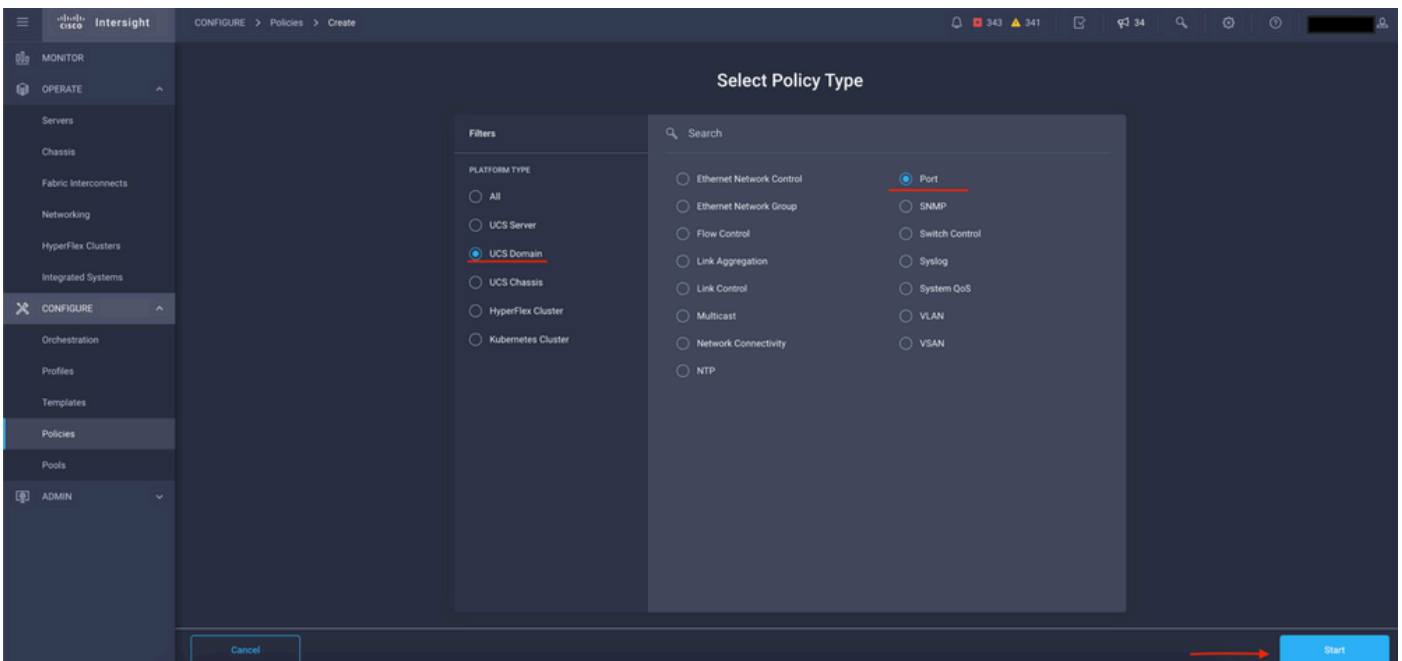 cisco Intersight
CONFIGURE > Policies > Create
343 341
34
MONITOR
OPERATE
Servers
Chassis
Fabric Interconnects
Networking
HyperFlex Clusters
Integrated Systems
CONFIGURE
Orchestration
Profiles
Templates
Policies
Pools
ADMIN
Select Policy Type
Filters
PLATFORM TYPE
All
UCS Server
UCS Domain
UCS Chassis
HyperFlex Cluster
Kubernetes Cluster
Search
Ethernet Network Control
Ethernet Network Group
Flow Control
Link Aggregation
Link Control
Multicast
Network Connectivity
NTP
Port
SNMP
Switch Control
Syslog
System QoS
VLAN
VSAN
Cancel
Start